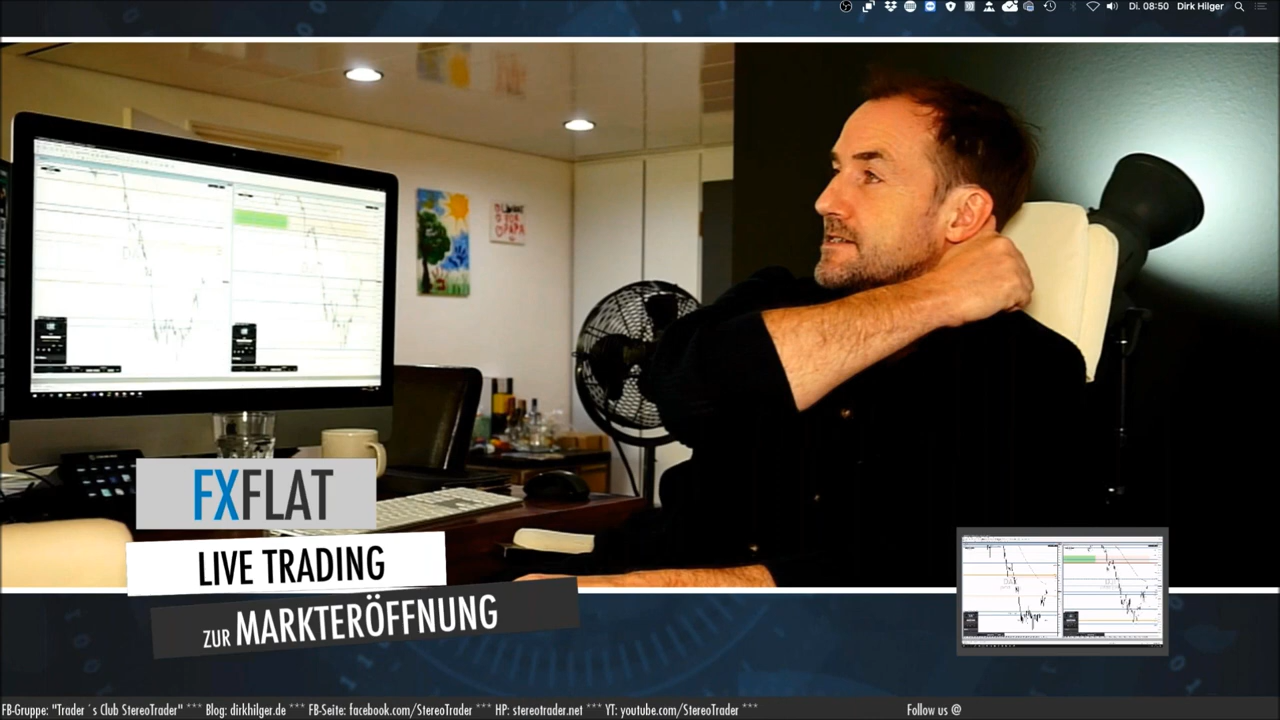 Di. 08:50 Dirk Hilger
FXFLAT
LIVE TRADING
ZUR MARKTERÖFFNUNG
FB-Gruppe: "Trader ´s Club StereoTrader" *** Blog: dirkhilger.de *** FB-Seite: facebook.com/StereoTrader *** HP: stereotrader.net *** YT: youtube.com/StereoTrader ***
Follow us @